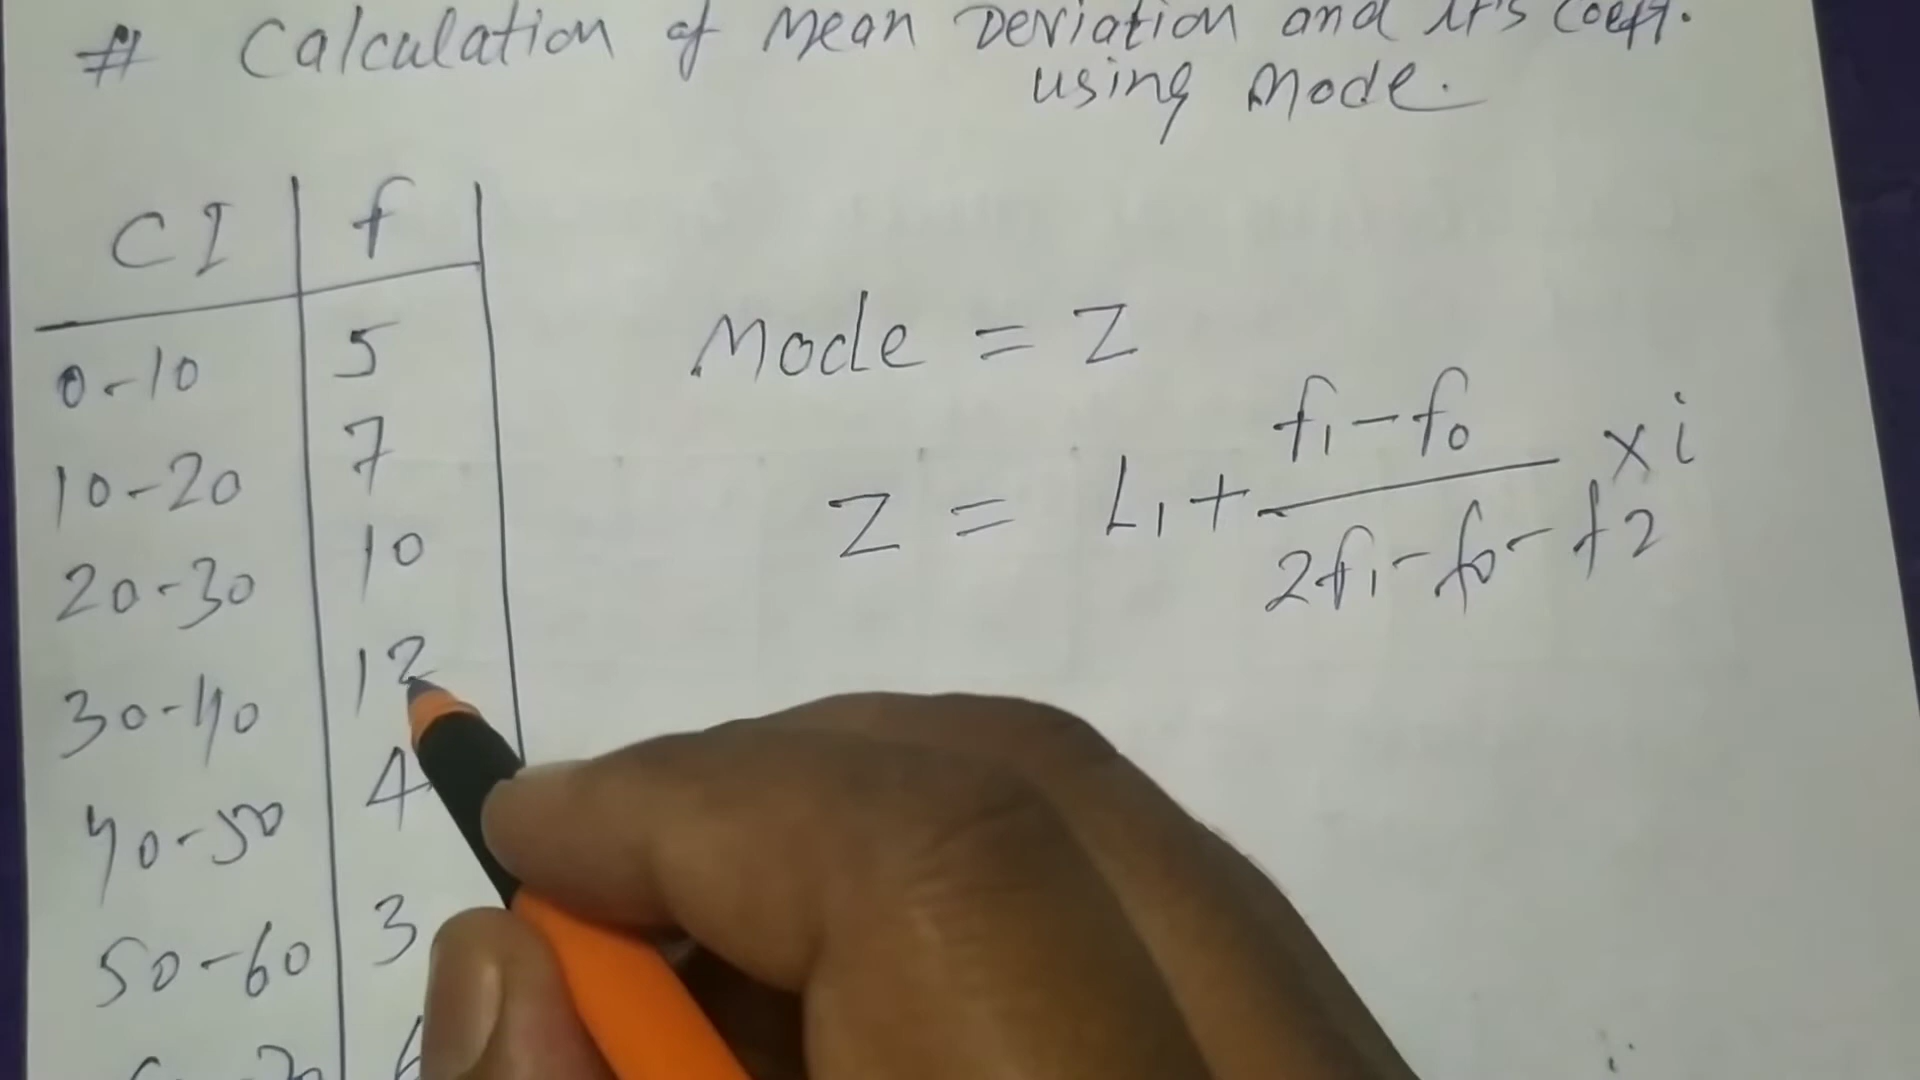 # Calculation of Mean Deviation and it's Coeff.
using Mode.
CI f
0-10 5
10-20 7
20-30 10
30-40 12
40-50 4
50-60 3
Mode = Z
Z = L1 + f1-f0 / 2f1-f0-f2 x i